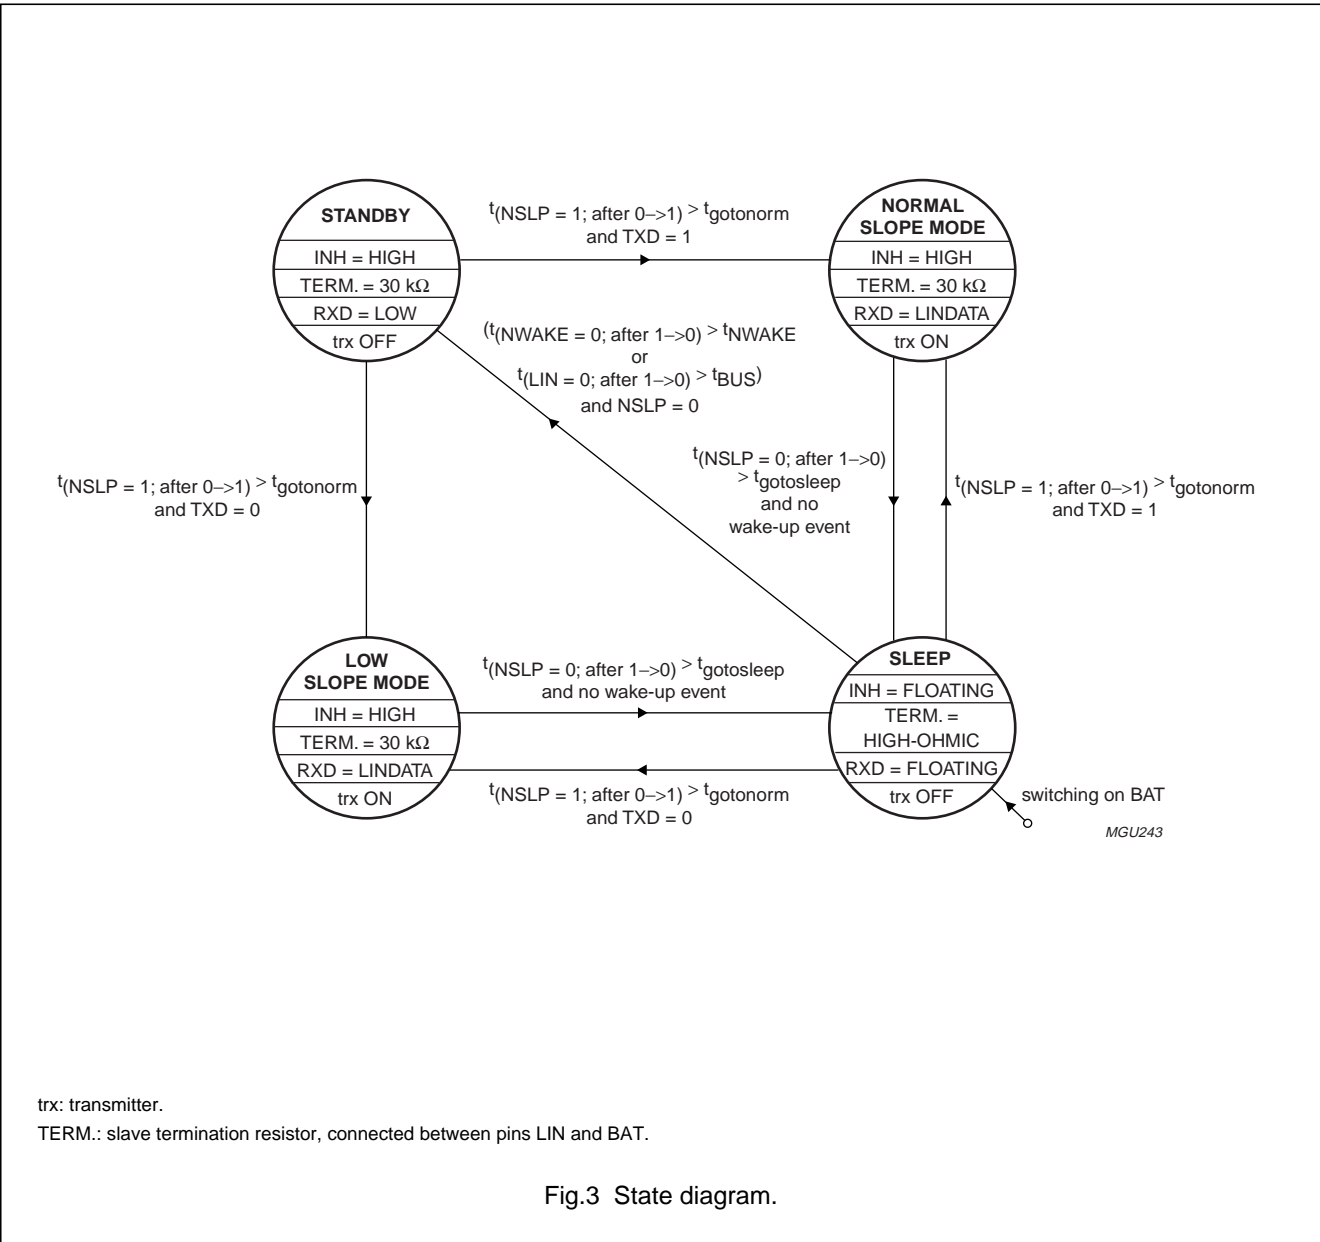 STANDBY
INH = HIGH
TERM. = 30 kΩ
RXD = LOW
trx OFF
t(NSLP = 1; after 0−>1) > tgotonorm
and TXD = 1
NORMAL
SLOPE MODE
INH = HIGH
TERM. = 30 kΩ
RXD = LINDATA
trx ON
(t(NWAKE = 0; after 1−>0) > tNWAKE
or
t(LIN = 0; after 1−>0) > tBUS)
and NSLP = 0
t(NSLP = 1; after 0−>1) > tgotonorm
and TXD = 0
t(NSLP = 0; after 1−>0)
> tgotosleep
and no
wake-up event
t(NSLP = 1; after 0−>1) > tgotonorm
and TXD = 1
LOW
SLOPE MODE
INH = HIGH
TERM. = 30 kΩ
RXD = LINDATA
trx ON
t(NSLP = 0; after 1−>0) > tgotosleep
and no wake-up event
t(NSLP = 1; after 0−>1) > tgotonorm
and TXD = 0
SLEEP
INH = FLOATING
TERM. =
HIGH-OHMIC
RXD = FLOATING
trx OFF
switching on BAT
MGU243
trx: transmitter.
TERM.: slave termination resistor, connected between pins LIN and BAT.
Fig.3 State diagram.